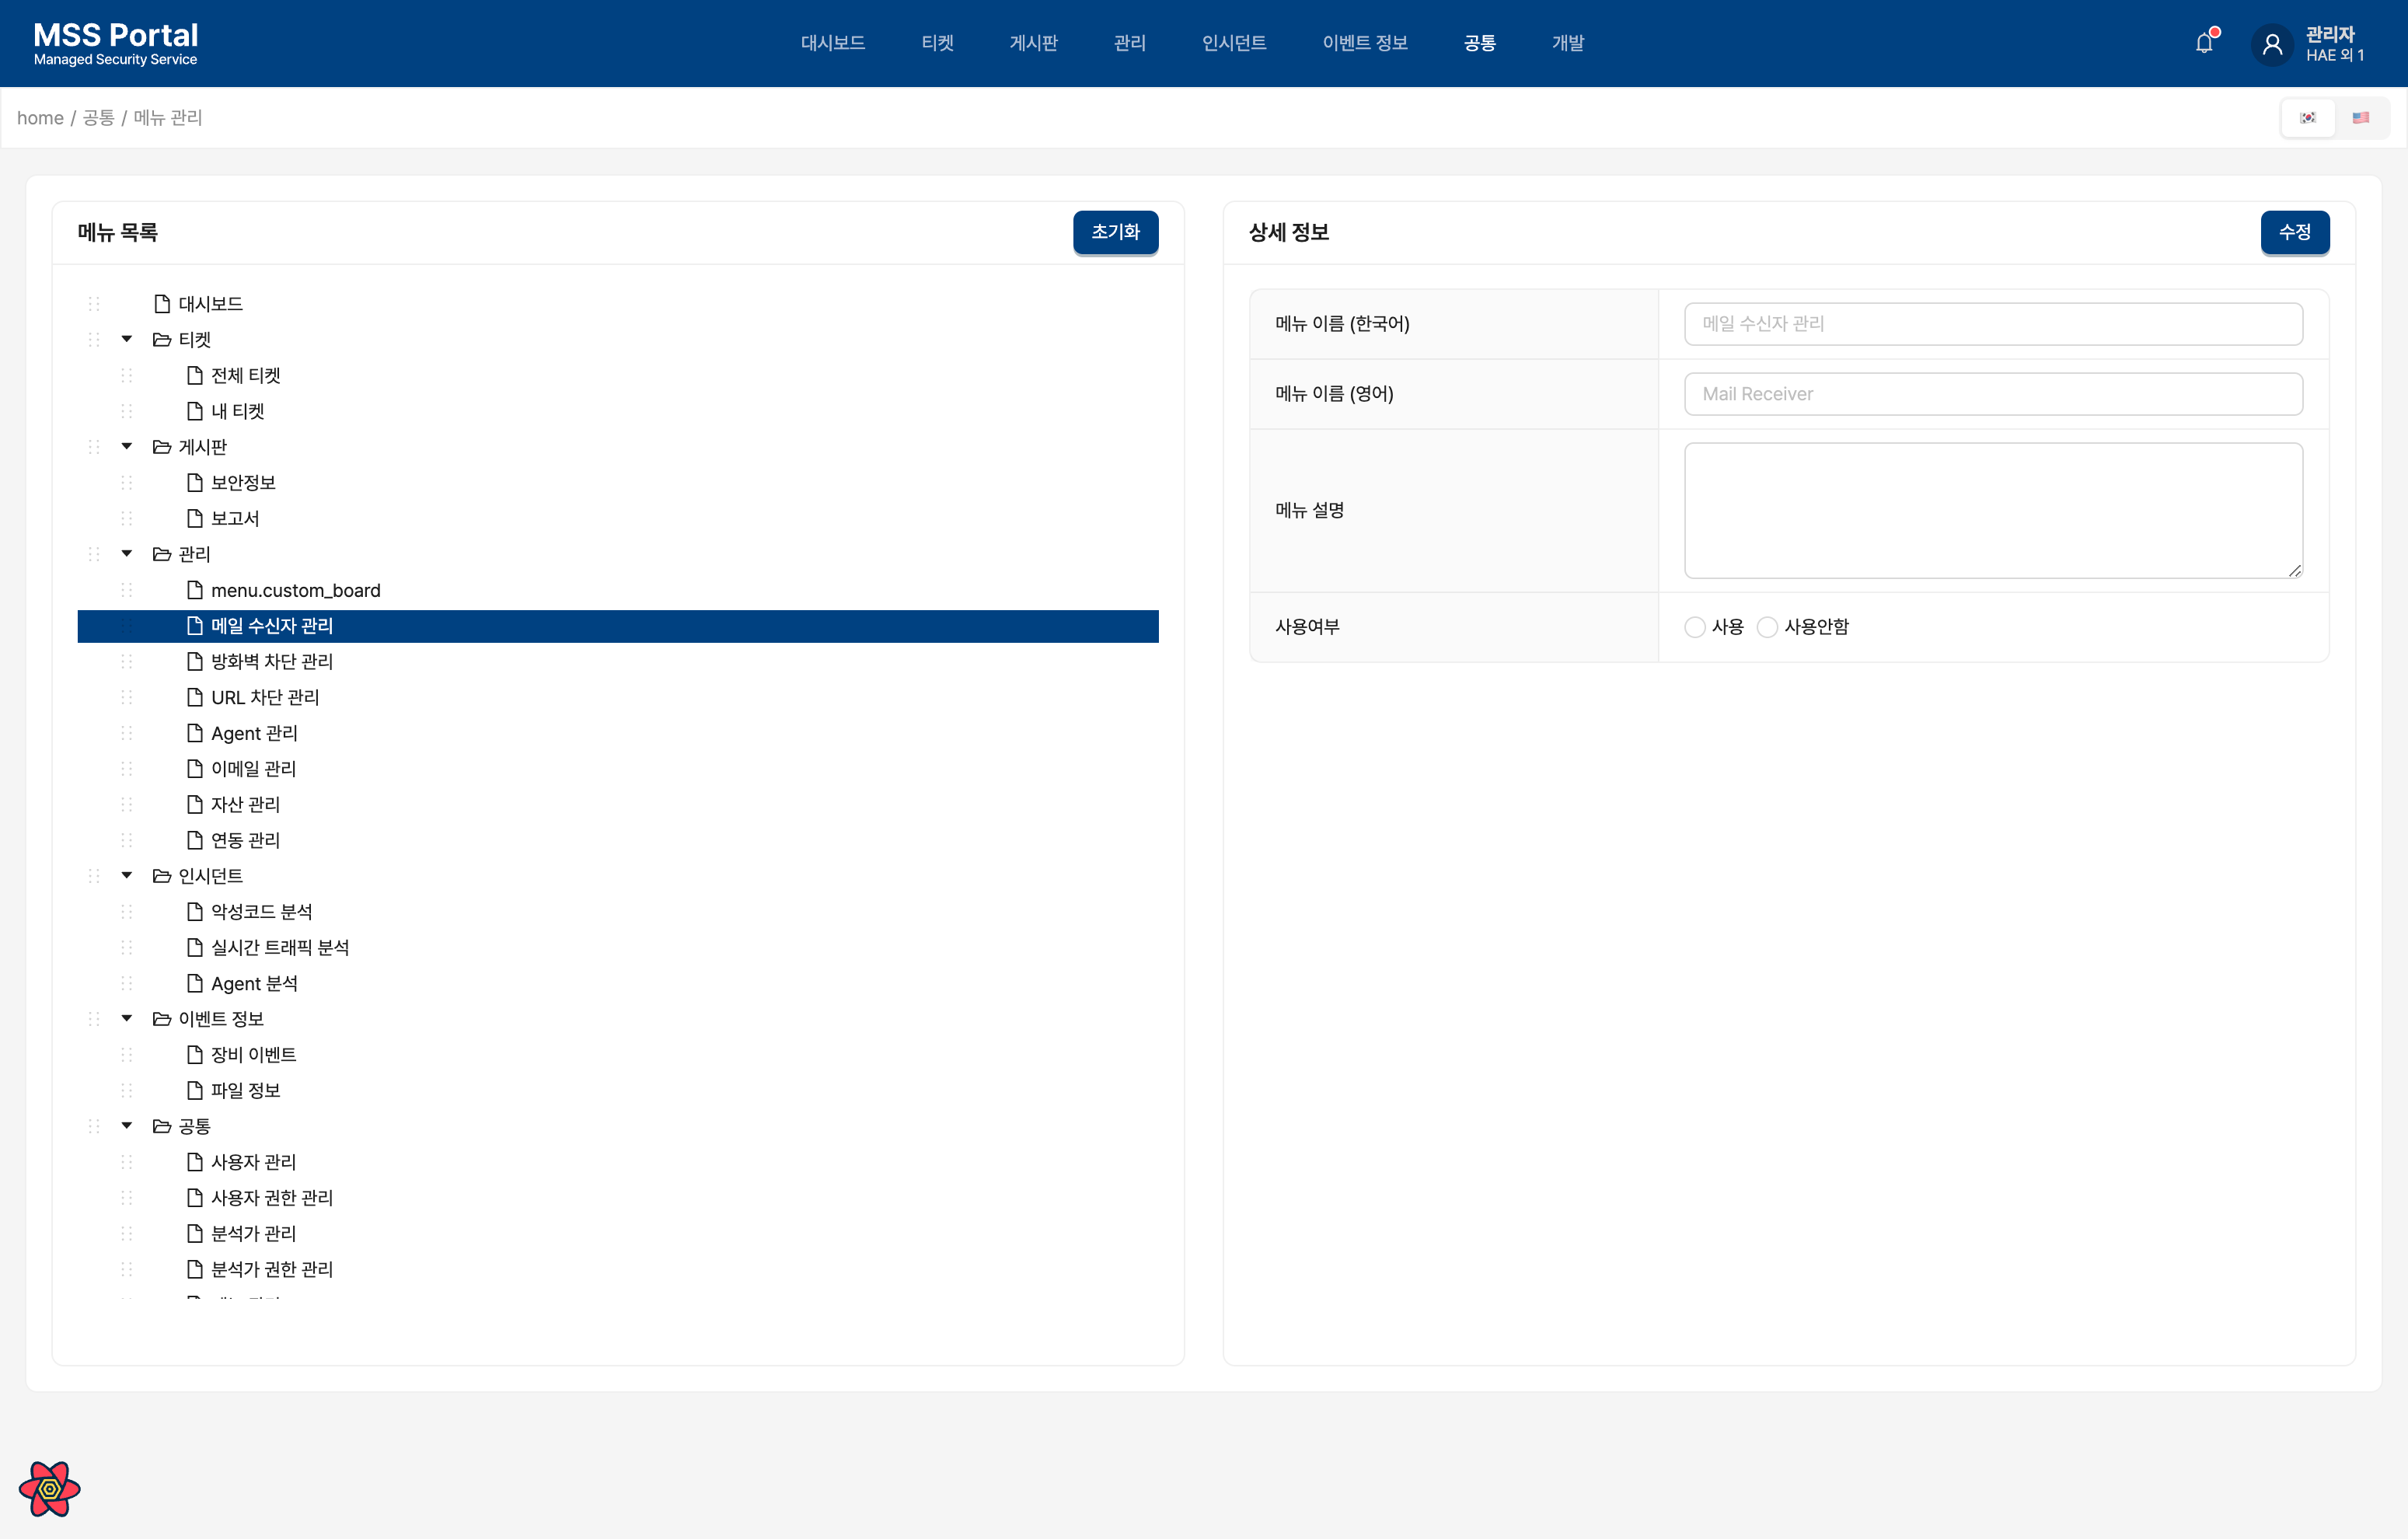 MSS Portal
Managed Security Service
대시보드 티켓 게시판 관리 인시던트 이벤트 정보 공통 개발
관리자
HAE 외 1
home / 공통 / 메뉴 관리
메뉴 목록
초기화
대시보드
티켓
전체 티켓
내 티켓
게시판
보안정보
보고서
관리
menu.custom_board
메일 수신자 관리
방화벽 차단 관리
URL 차단 관리
Agent 관리
이메일 관리
자산 관리
연동 관리
인시던트
악성코드 분석
실시간 트래픽 분석
Agent 분석
이벤트 정보
장비 이벤트
파일 정보
공통
사용자 관리
사용자 권한 관리
분석가 관리
분석가 권한 관리
상세 정보
수정
메뉴 이름 (한국어)
메일 수신자 관리
메뉴 이름 (영어)
Mail Receiver
메뉴 설명
사용여부
사용 사용안함